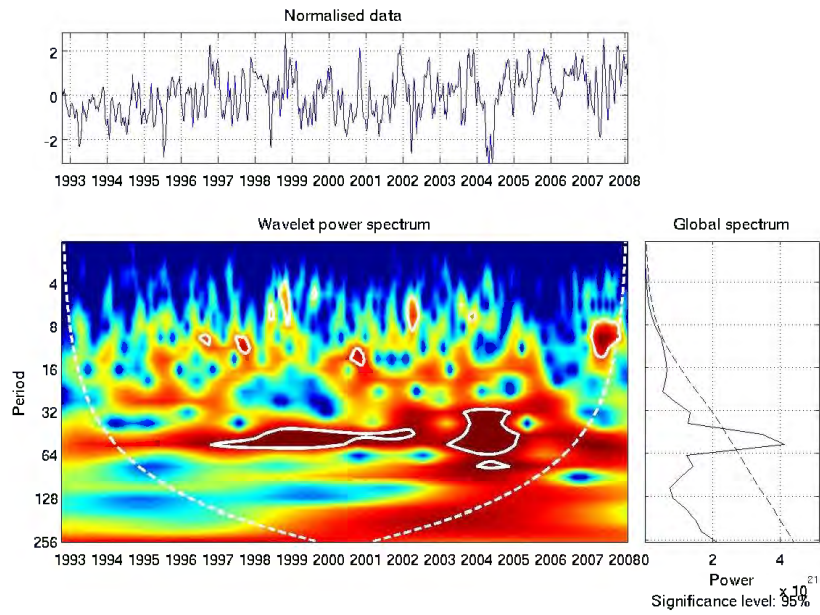 Normalised data
2
0
-2
1993 1994 1995 1996 1997 1998 1999 2000 2001 2002 2003 2004 2005 2006 2007 2008
Wavelet power spectrum
Global spectrum
Period
4
8
16
32
64
128
256
1993 1994 1995 1996 1997 1998 1999 2000 2001 2002 2003 2004 2005 2006 2007 2008
0 2 4
Power
x 10 21
Significance level: 95%